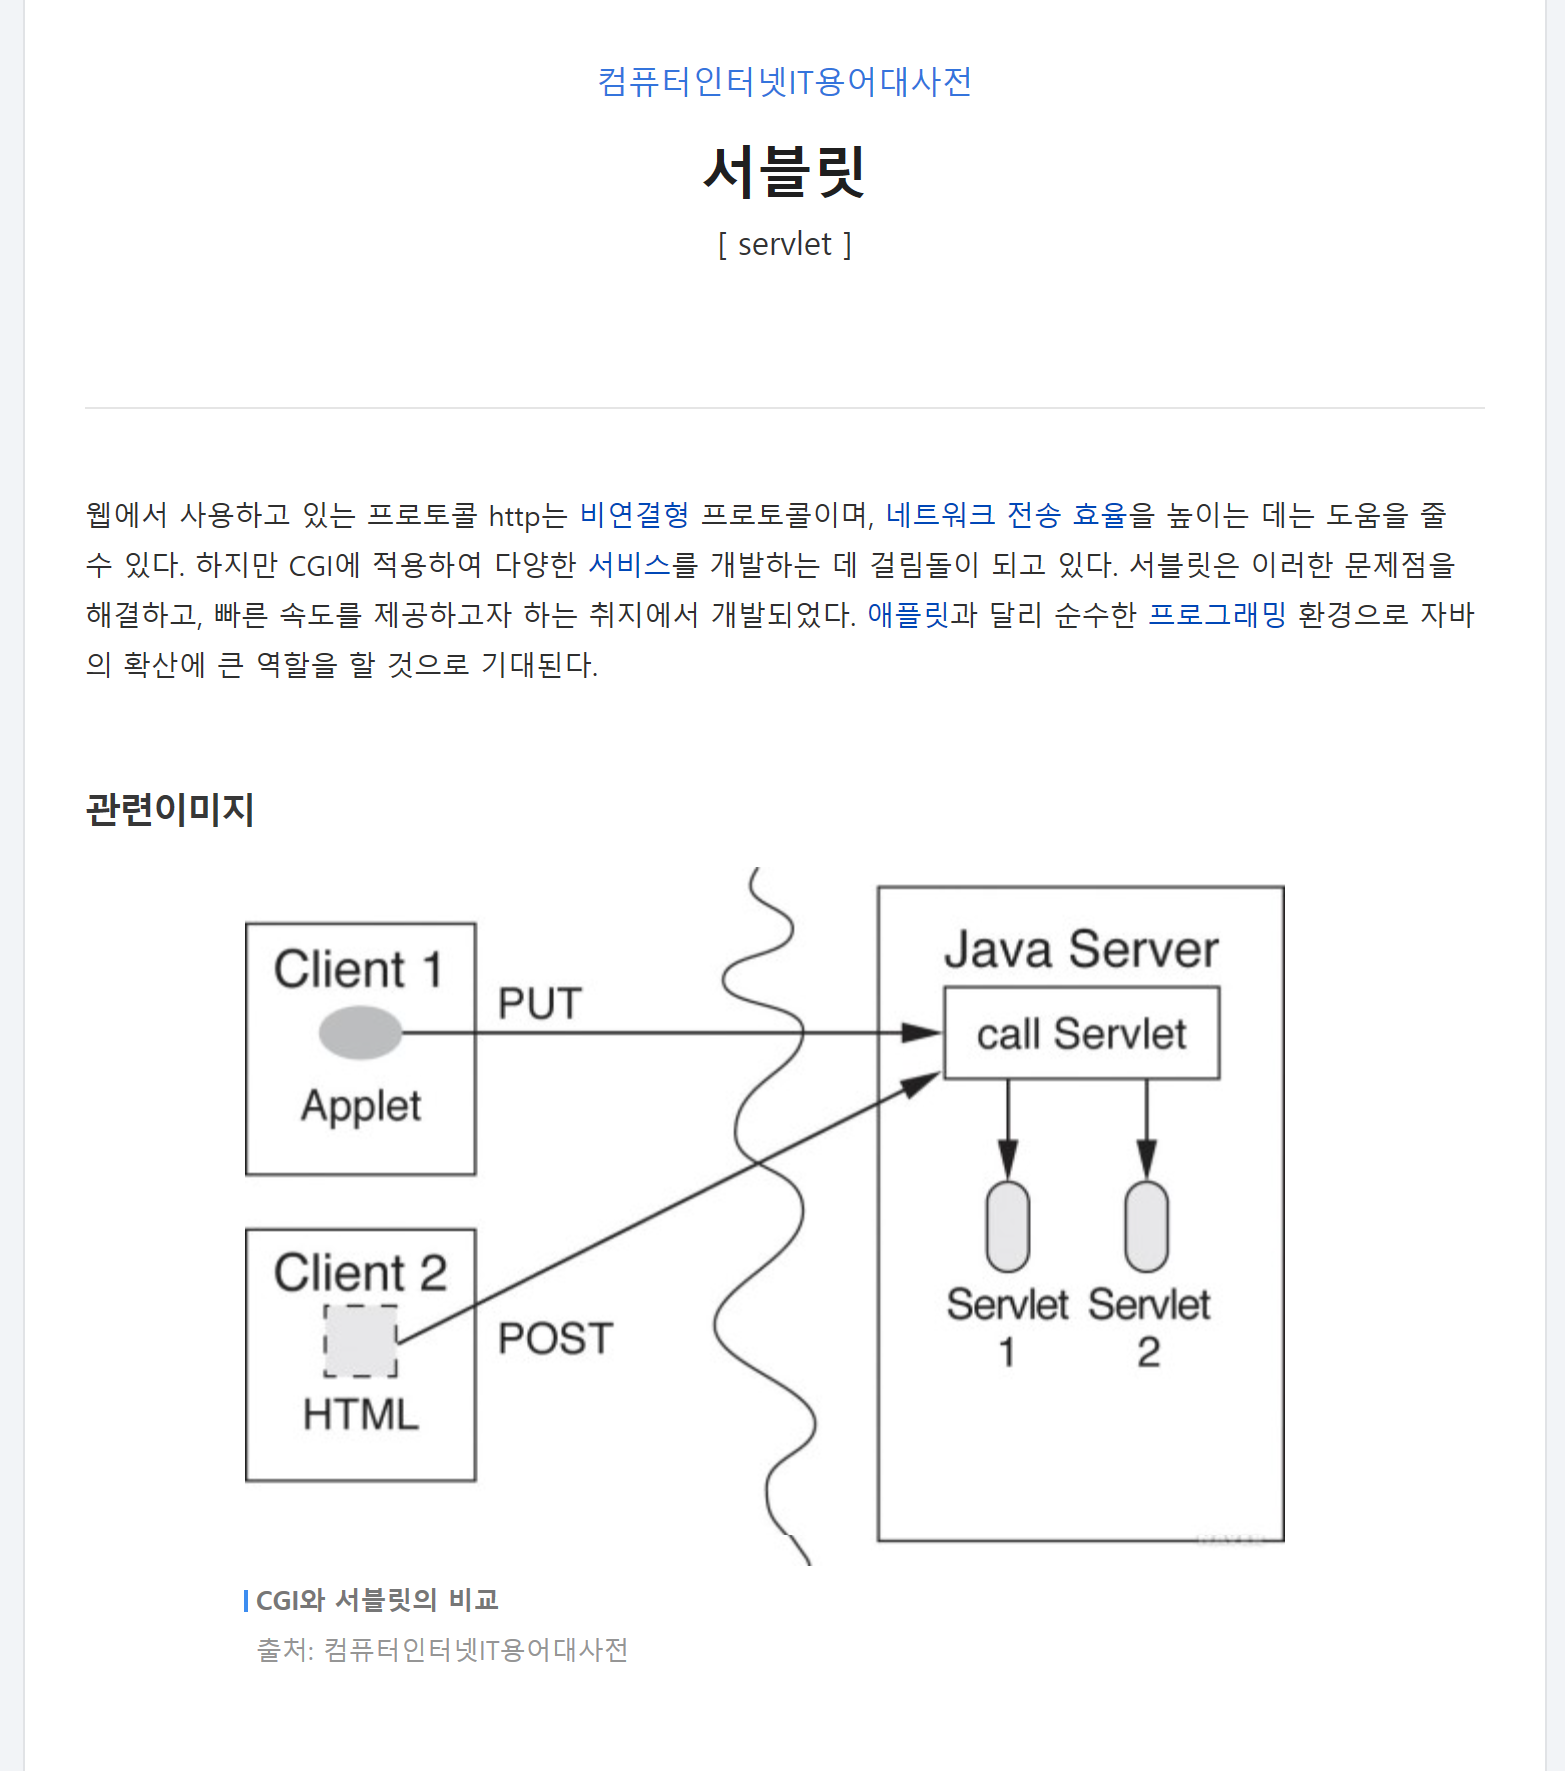 컴퓨터인터넷IT용어대사전
서블릿
[ servlet ]
웹에서 사용하고 있는 프로토콜 http는 비연결형 프로토콜이며, 네트워크 전송 효율을 높이는 데는 도움을 줄
수 있다. 하지만 CGI에 적용하여 다양한 서비스를 개발하는 데 걸림돌이 되고 있다. 서블릿은 이러한 문제점을
해결하고, 빠른 속도를 제공하고자 하는 취지에서 개발되었다. 애플릿과 달리 순수한 프로그래밍 환경으로 자바
의 확산에 큰 역할을 할 것으로 기대된다.
관련이미지
Client 1
Applet
PUT
Java Server
call Servlet
Servlet
1
Servlet
2
Client 2
HTML
POST
CGI와 서블릿의 비교
출처: 컴퓨터인터넷IT용어대사전